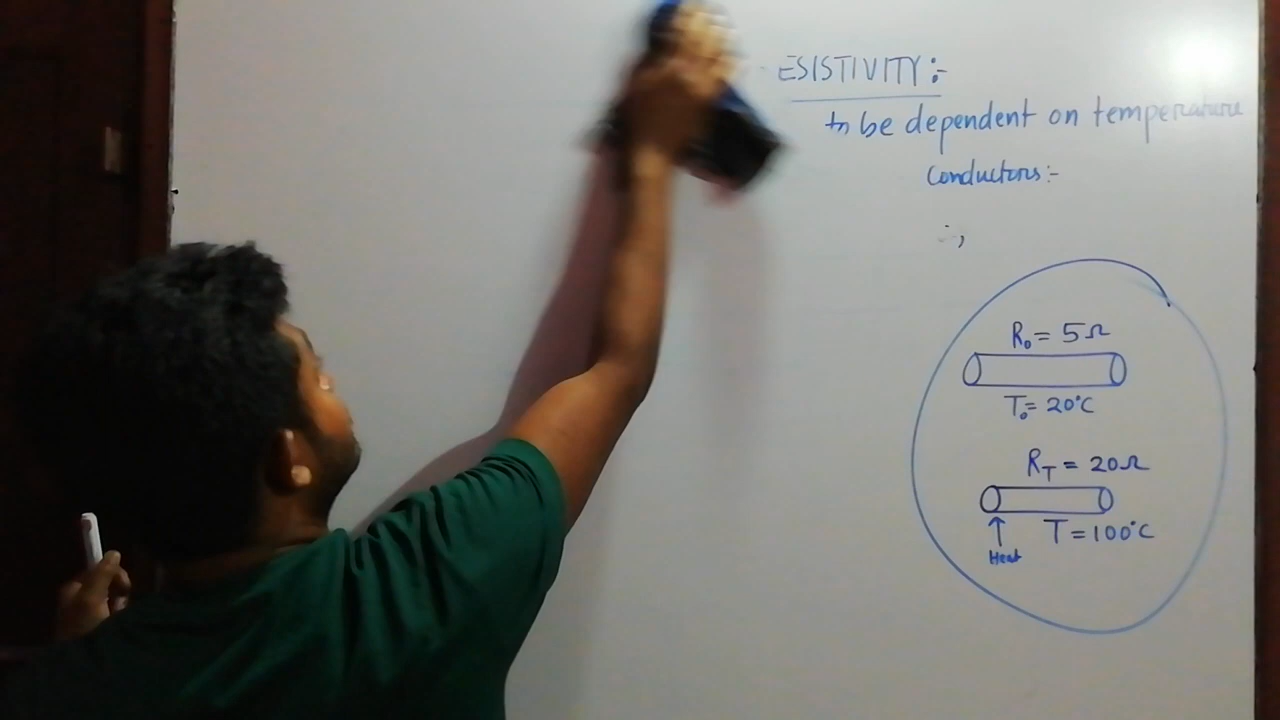 ESISTIVITY:-
to be dependent on temperature
Conductors:-
∴,
R₀ = 5Ω
T₀ = 20°C
R_T = 20Ω
T = 100°C
Heat